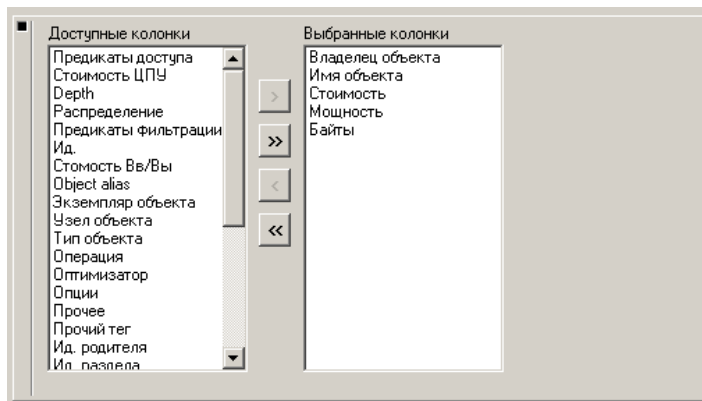 Доступные колонки
Предикаты доступа
Стоимость ЦПУ
Depth
Распределение
Предикаты Фильтрации
Ид.
Стомость Вв/Вы
Object alias
Экземпляр объекта
Узел объекта
Тип объекта
Операция
Оптимизатор
Опции
Прочее
Прочий тег
Ид. родителя
Ид. раздела
>
>>
<
<<
Выбранные колонки
Владелец объекта
Имя объекта
Стоимость
Мощность
Байты